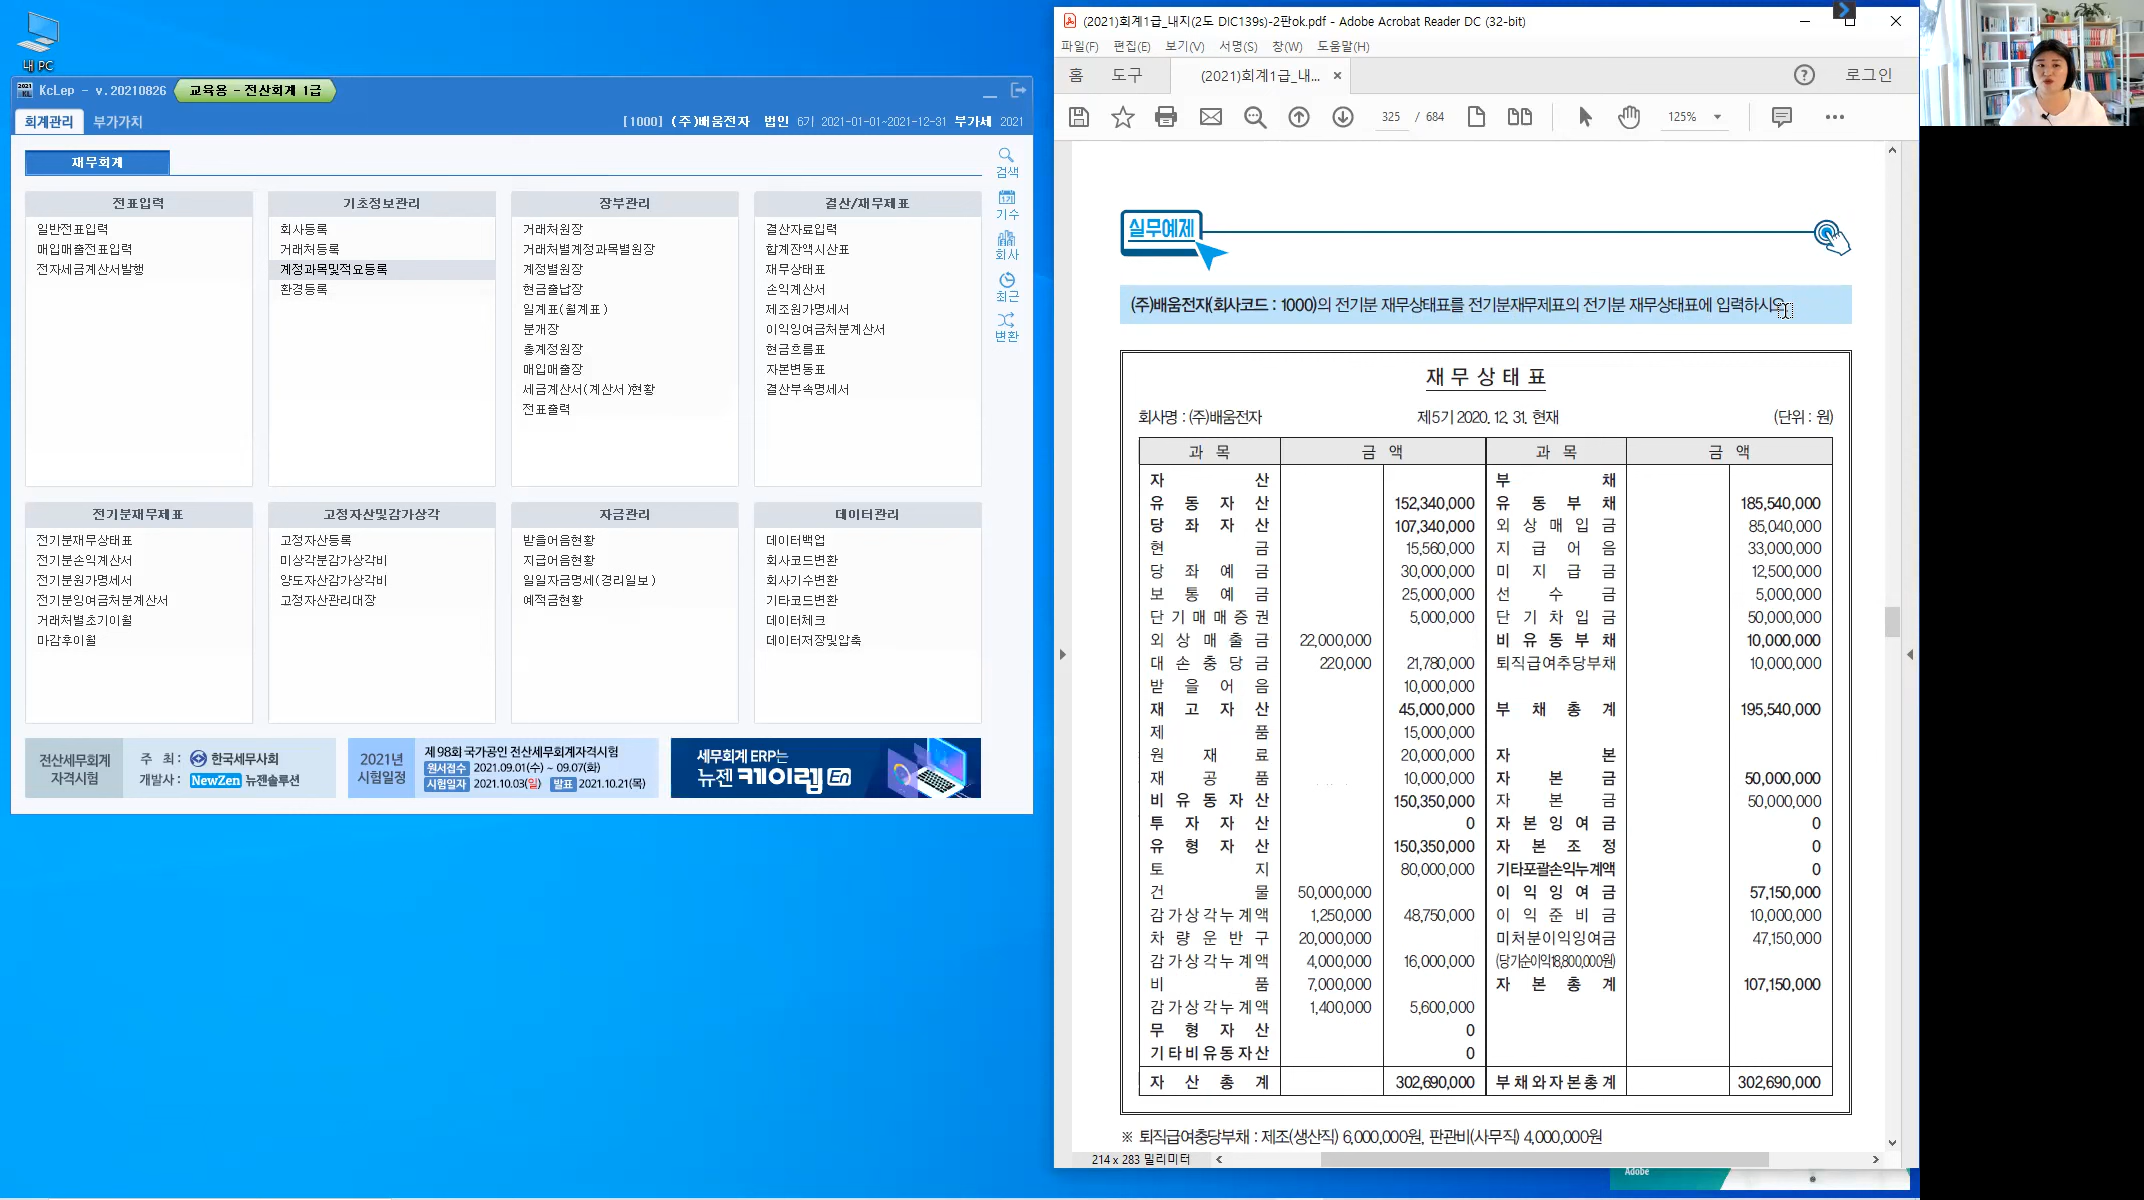 내 PC
KcLep - v.20210826 교육용 - 전산회계 1급
회계관리 부가가치 [1000] (주)배움전자 법인 6기 2021-01-01~2021-12-31 부가세 2021
재무회계
검색
기수
회사
최근
변환
전표입력
일반전표입력
매입매출전표입력
전자세금계산서발행
기초정보관리
회사등록
거래처등록
계정과목및적요등록
환경등록
장부관리
거래처원장
거래처별계정과목별원장
계정별원장
현금출납장
일계표(월계표)
분개장
총계정원장
매입매출장
세금계산서(계산서)현황
전표출력
결산/재무제표
결산자료입력
합계잔액시산표
재무상태표
손익계산서
제조원가명세서
이익잉여금처분계산서
현금흐름표
자본변동표
결산부속명세서
전기분재무제표
전기분재무상태표
전기분손익계산서
전기분원가명세서
전기분잉여금처분계산서
거래처별초기이월
마감후이월
고정자산및감가상각
고정자산등록
미상각분감가상각비
양도자산감가상각비
고정자산관리대장
자금관리
받을어음현황
지급어음현황
일일자금명세(경리일보)
예적금현황
데이터관리
데이터백업
회사코드변환
회사기수변환
기타코드변환
데이터체크
데이터저장및압축
전산세무회계
자격시험
주 최 : 한국세무사회
개발사 : NewZen 뉴젠솔루션
2021년
시험일정
제98회 국가공인 전산세무회계자격시험
원서접수 2021.09.01(수) ~ 09.07(화)
시험일자 2021.10.03(일) 발표 2021.10.21(목)
세무회계 ERP는
뉴젠 케이렙 En
(2021)회계1급_내지(2도 DIC139s)-2판ok.pdf - Adobe Acrobat Reader DC (32-bit)
파일(F) 편집(E) 보기(V) 서명(S) 창(W) 도움말(H)
홈 도구 (2021)회계1급_내... × 로그인
325 / 684 125%
실무예제
(주)배움전자(회사코드 : 1000)의 전기분 재무상태표를 전기분재무제표의 전기분 재무상태표에 입력하시오
재 무 상 태 표
회사명 : (주)배움전자 제5기 2020. 12. 31. 현재 (단위 : 원)
과 목 금 액 과 목 금 액
자 산 부 채
유 동 자 산 152,340,000 유 동 부 채 185,540,000
당 좌 자 산 107,340,000 외 상 매 입 금 85,040,000
현 금 15,560,000 지 급 어 음 33,000,000
당 좌 예 금 30,000,000 미 지 급 금 12,500,000
보 통 예 금 25,000,000 선 수 금 5,000,000
단 기 매 매 증 권 5,000,000 단 기 차 입 금 50,000,000
외 상 매 출 금 22,000,000 비 유 동 부 채 10,000,000
대 손 충 당 금 220,000 21,780,000 퇴직급여추당부채 10,000,000
받 을 어 음 10,000,000
재 고 자 산 45,000,000 부 채 총 계 195,540,000
제 품 15,000,000
원 재 료 20,000,000 자 본
재 공 품 10,000,000 자 본 금 50,000,000
비 유 동 자 산 150,350,000 자 본 금 50,000,000
투 자 자 산 0 자 본 잉 여 금 0
유 형 자 산 150,350,000 자 본 조 정 0
토 지 80,000,000 기타포괄손익누계액 0
건 물 50,000,000 이 익 잉 여 금 57,150,000
감 가 상 각 누 계 액 1,250,000 48,750,000 이 익 준 비 금 10,000,000
차 량 운 반 구 20,000,000 미처분이익잉여금 47,150,000
감 가 상 각 누 계 액 4,000,000 16,000,000 (당기순이익18,800,000원)
비 품 7,000,000 자 본 총 계 107,150,000
감 가 상 각 누 계 액 1,400,000 5,600,000
무 형 자 산 0
기 타 비 유 동 자 산 0
자 산 총 계 302,690,000 부 채 와 자 본 총 계 302,690,000
※ 퇴직급여충당부채 : 제조(생산직) 6,000,000원, 판관비(사무직) 4,000,000원
214 x 283 밀리미터
Adobe